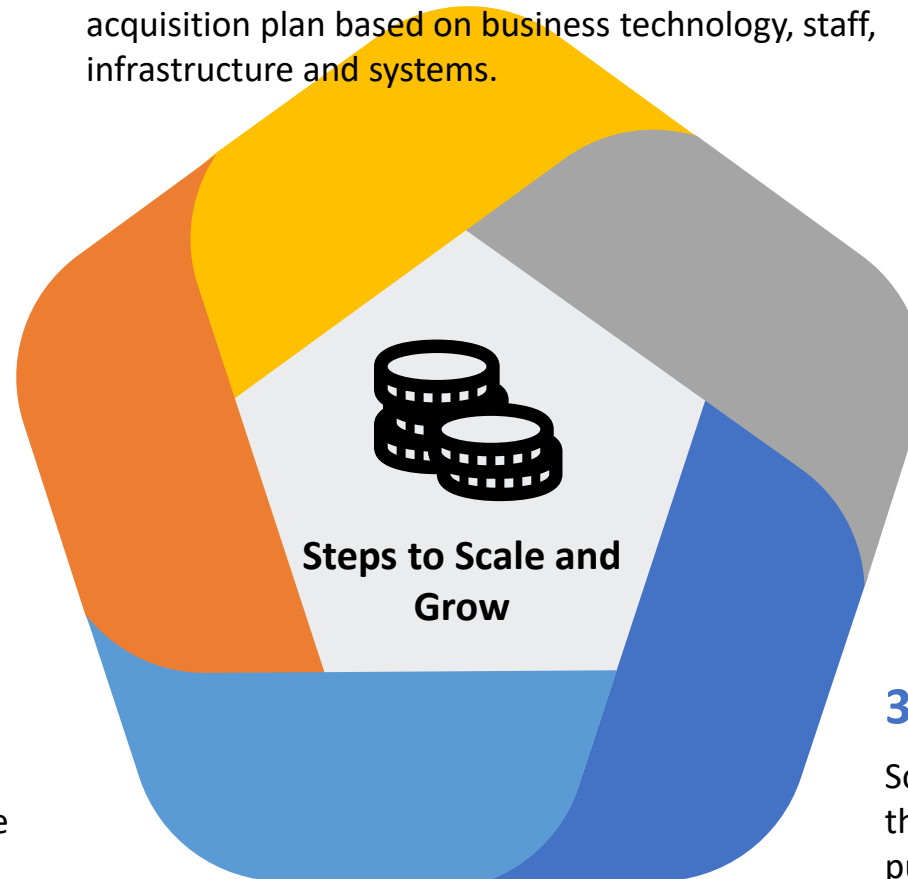 acquisition plan based on business technology, staff,
infrastructure and systems.
Steps to Scale and
Grow
3